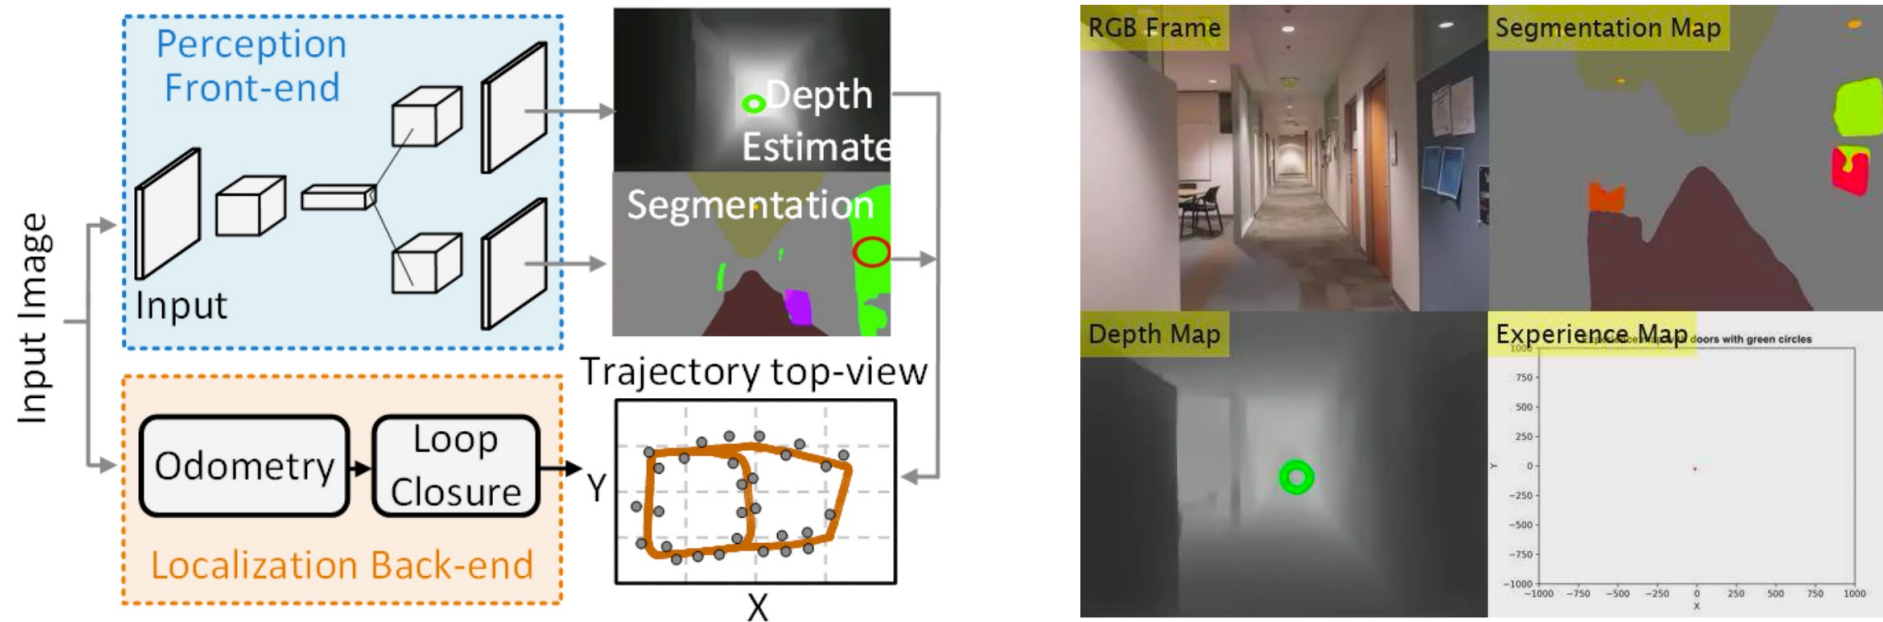 Perception
Front-end
Input
Input Image
Depth
Estimate
Segmentation
Odometry
Loop
Closure
Localization Back-end
Trajectory top-view
Y
X
RGB Frame
Segmentation Map
Depth Map
Experience Map
doors with green circles
1000
750
500
250
0
−250
−500
−750
−1000
Y
−1000 −750 −500 −250 0 250 500 750 1000
X